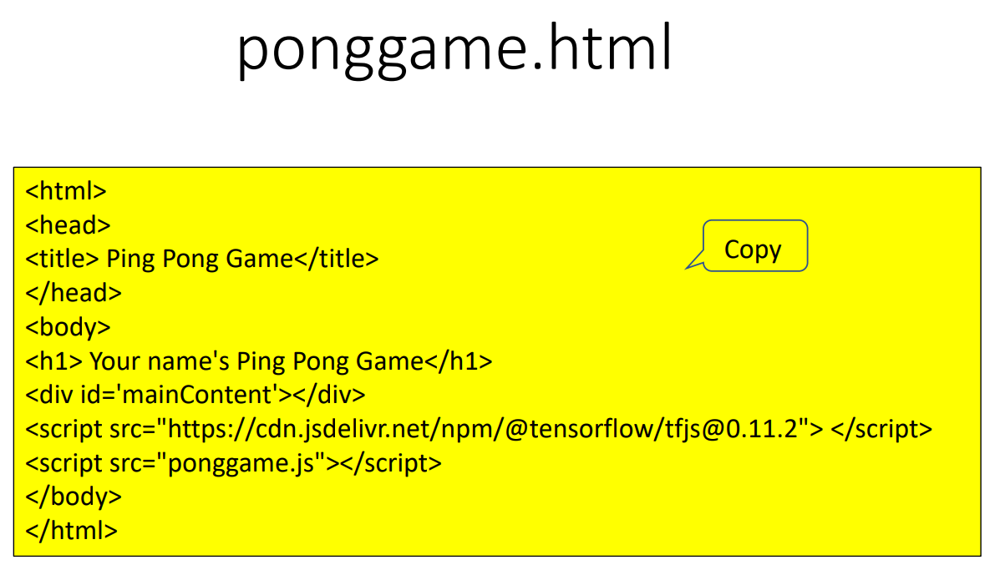 ponggame.html
<html>
<head>
<title> Ping Pong Game</title>
Copy
</head>
<body>
<h1> Your name's Ping Pong Game</h1>
<div id='mainContent'></div>
<script src="https://cdn.jsdelivr.net/npm/@tensorflow/tfjs@0.11.2"> </script>
<script src="ponggame.js"></script>
</body>
</html>